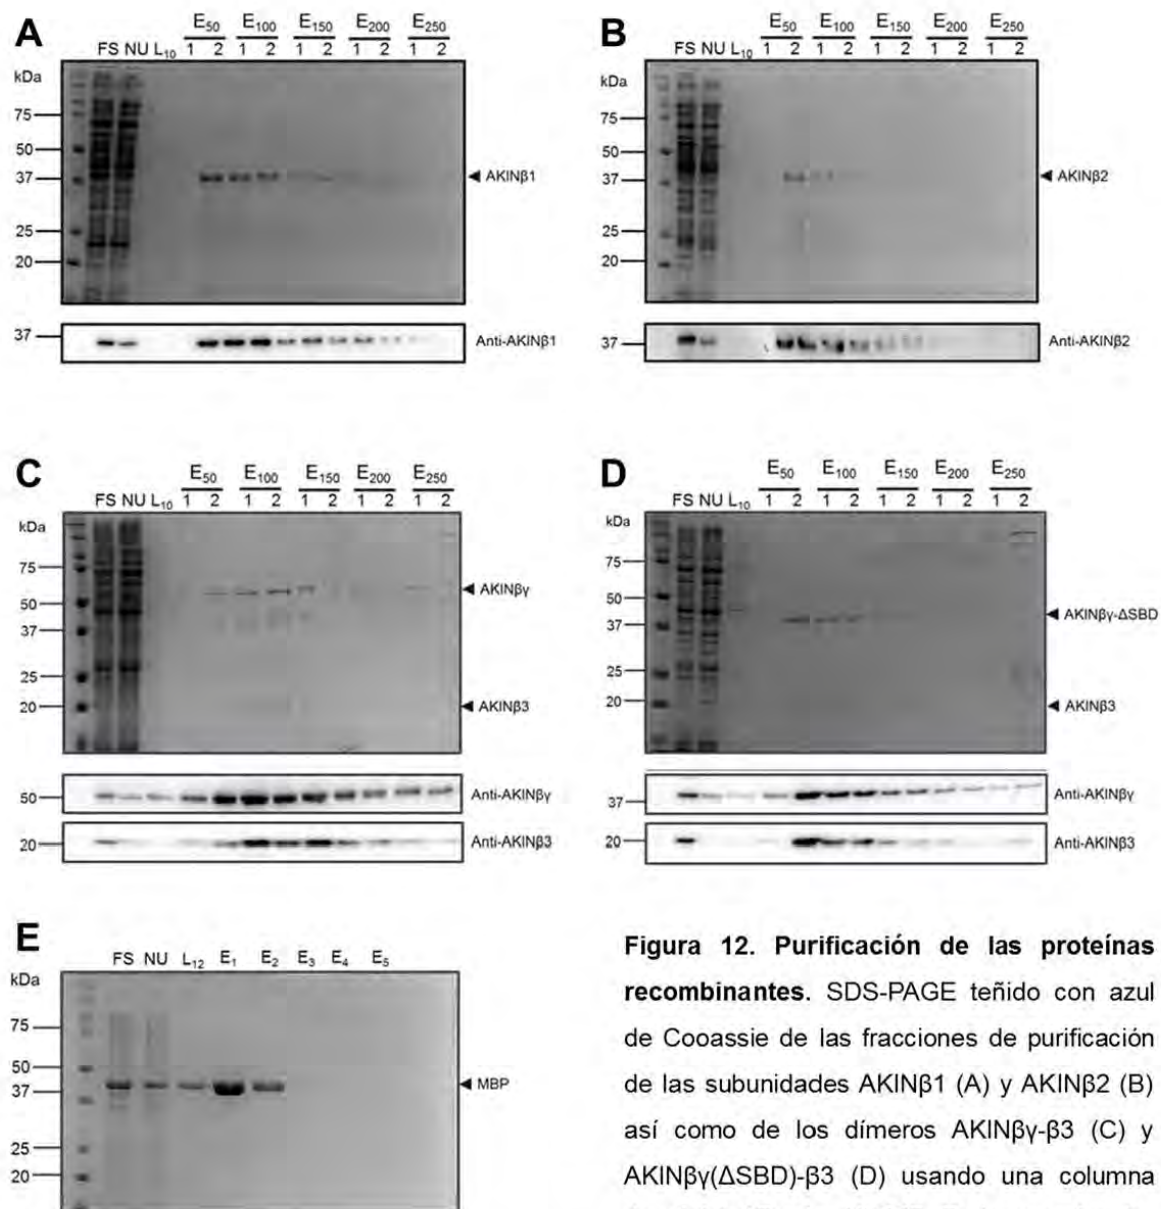 A
E50 E100 E150 E200 E250
FS NU L10 1 2 1 2 1 2 1 2 1 2
kDa
75
50
37
25
20
AKINβ1
37
Anti-AKINβ1
B
E50 E100 E150 E200 E250
FS NU L10 1 2 1 2 1 2 1 2 1 2
kDa
75
50
37
25
20
AKINβ2
37
Anti-AKINβ2
C
E50 E100 E150 E200 E250
FS NU L10 1 2 1 2 1 2 1 2 1 2
kDa
75
50
37
25
20
AKINβγ
AKINβ3
50
Anti-AKINβγ
20
Anti-AKINβ3
D
E50 E100 E150 E200 E250
FS NU L10 1 2 1 2 1 2 1 2 1 2
kDa
75
50
37
25
20
AKINβγ-ΔSBD
AKINβ3
37
Anti-AKINβγ
20
Anti-AKINβ3
E
FS NU L12 E1 E2 E3 E4 E5
kDa
75
50
37
25
20
MBP
Figura 12. Purificación de las proteínas
recombinantes. SDS-PAGE teñido con azul
de Cooassie de las fracciones de purificación
de las subunidades AKINβ1 (A) y AKINβ2 (B)
así como de los dímeros AKINβγ-β3 (C) y
AKINβγ(ΔSBD)-β3 (D) usando una columna